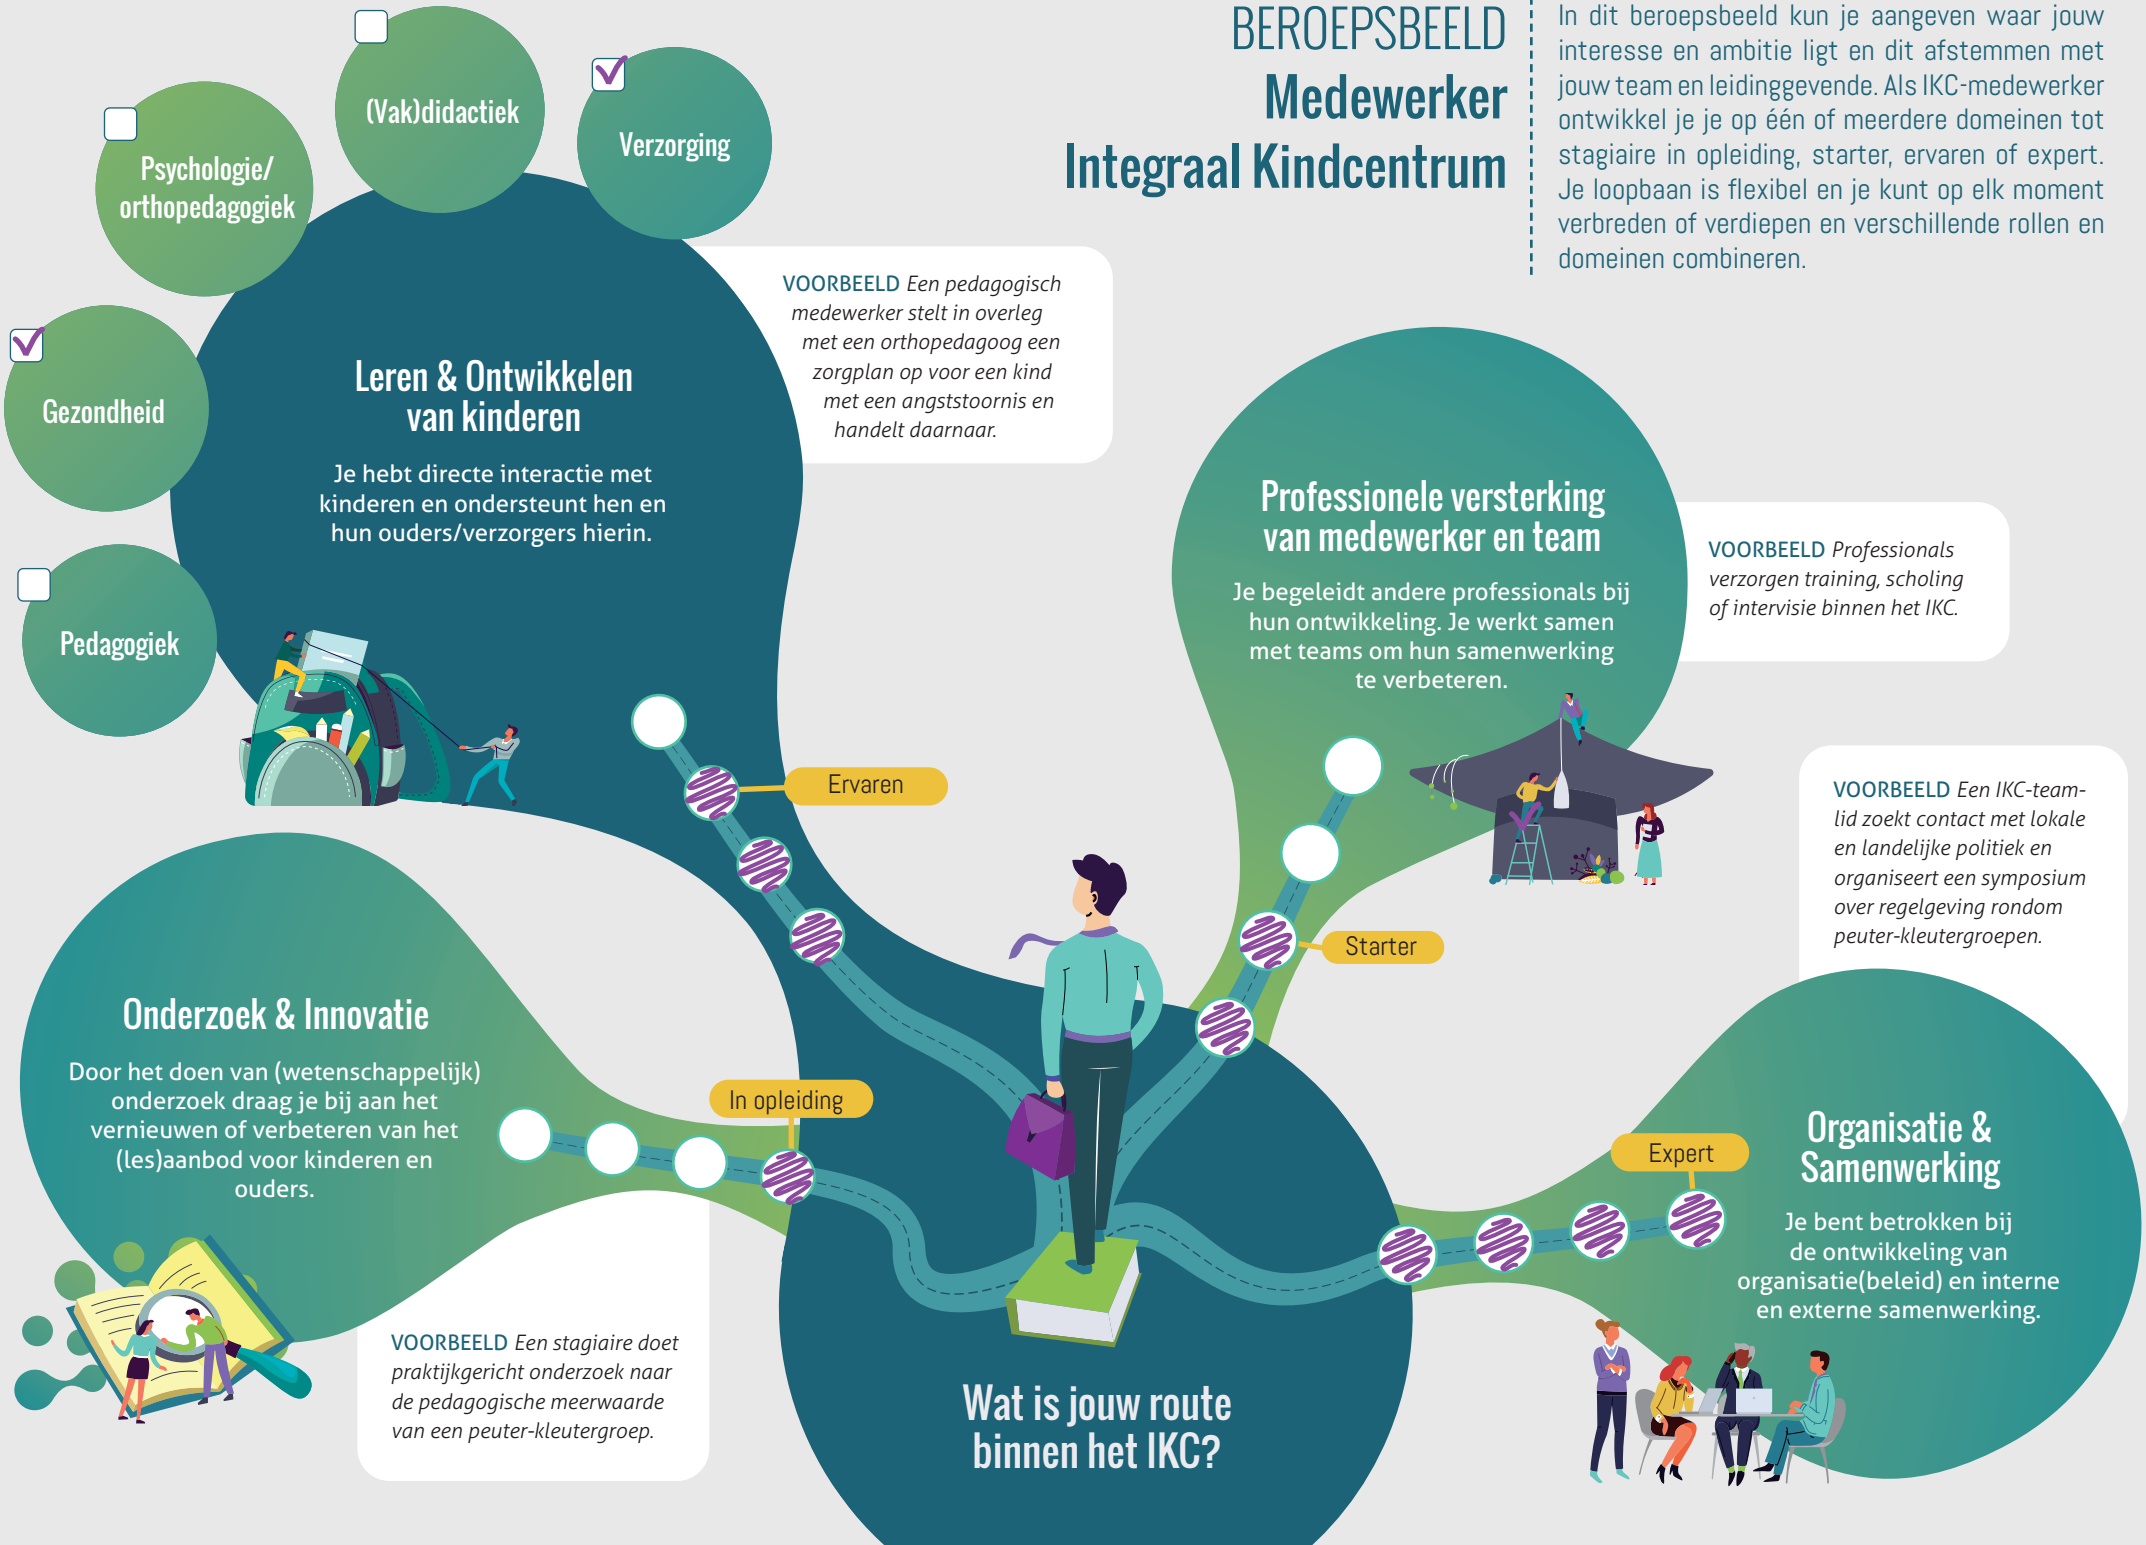 BEROEPSBEELD
Medewerker
Integraal Kindcentrum
In dit beroepsbeeld kun je aangeven waar jouw
interesse en ambitie ligt en dit afstemmen met
jouw team en leidinggevende. Als IKC-medewerker
ontwikkel je je op één of meerdere domeinen tot
stagiaire in opleiding, starter, ervaren of expert.
Je loopbaan is flexibel en je kunt op elk moment
verbreden of verdiepen en verschillende rollen en
domeinen combineren.
(Vak)didactiek
Verzorging
Psychologie/
orthopedagogiek
Gezondheid
Pedagogiek
Leren & Ontwikkelen
van kinderen
Je hebt directe interactie met
kinderen en ondersteunt hen en
hun ouders/verzorgers hierin.
VOORBEELD Een pedagogisch
medewerker stelt in overleg
met een orthopedagoog een
zorgplan op voor een kind
met een angststoornis en
handelt daarnaar.
Professionele versterking
van medewerker en team
Je begeleidt andere professionals bij
hun ontwikkeling. Je werkt samen
met teams om hun samenwerking
te verbeteren.
VOORBEELD Professionals
verzorgen training, scholing
of intervisie binnen het IKC.
Ervaren
Starter
VOORBEELD Een IKC-team-
lid zoekt contact met lokale
en landelijke politiek en
organiseert een symposium
over regelgeving rondom
peuter-kleutergroepen.
Onderzoek & Innovatie
Door het doen van (wetenschappelijk)
onderzoek draag je bij aan het
vernieuwen of verbeteren van het
(les)aanbod voor kinderen en
ouders.
In opleiding
Expert
Organisatie &
Samenwerking
Je bent betrokken bij
de ontwikkeling van
organisatie(beleid) en interne
en externe samenwerking.
VOORBEELD Een stagiaire doet
praktijkgericht onderzoek naar
de pedagogische meerwaarde
van een peuter-kleutergroep.
Wat is jouw route
binnen het IKC?